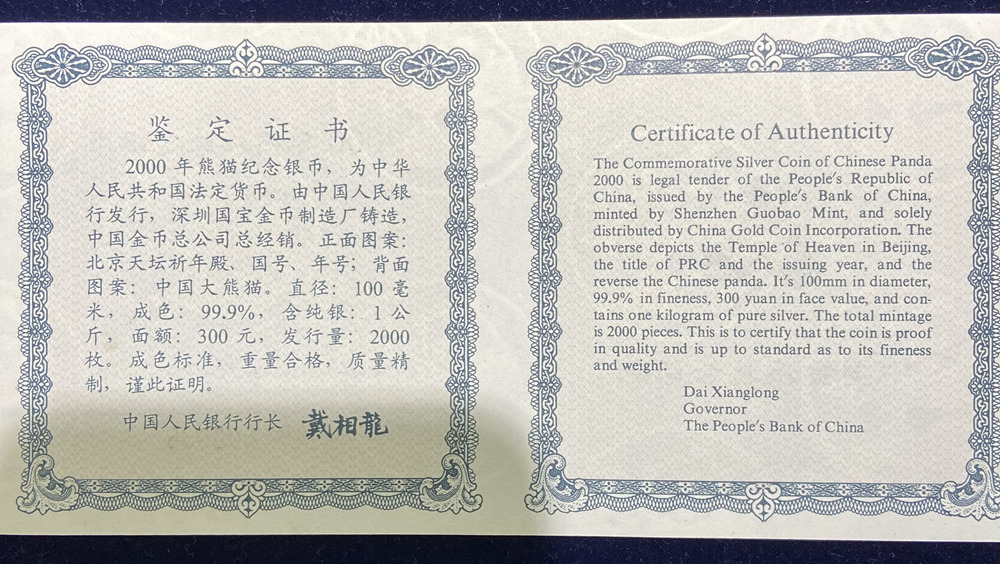 鉴定证书
2000年熊猫纪念银币，为中华
人民共和国法定货币。由中国人民银
行发行，深圳国宝金币制造厂铸造，
中国金币总公司总经销。正面图案：
北京天坛祈年殿、国号、年号；背面
图案：中国大熊猫。直径：100毫
米，成色：99.9%，含纯银：1公
斤，面额：300元，发行量：2000
枚。成色标准，重量合格，质量精
制，谨此证明。
中国人民银行行长 戴相龍
Certificate of Authenticity
The Commemorative Silver Coin of Chinese Panda
2000 is legal tender of the People's Republic of
China, issued by the People's Bank of China,
minted by Shenzhen Guobao Mint, and solely
distributed by China Gold Coin Incorporation. The
obverse depicts the Temple of Heaven in Beijing,
the title of PRC and the issuing year, and the
reverse the Chinese panda. It's 100mm in diameter,
99.9% in fineness, 300 yuan in face value, and con-
tains one kilogram of pure silver. The total mintage
is 2000 pieces. This is to certify that the coin is proof
in quality and is up to standard as to its fineness
and weight.
Dai Xianglong
Governor
The People's Bank of China